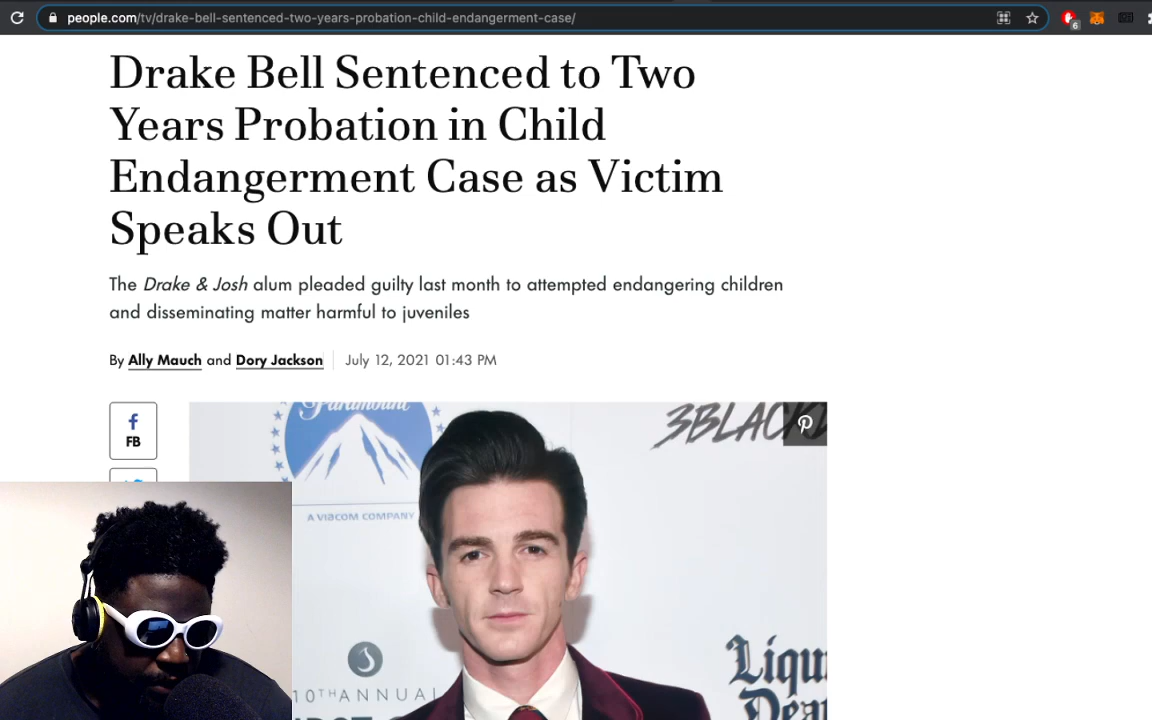 people.com/tv/drake-bell-sentenced-two-years-probation-child-endangerment-case/
6
Drake Bell Sentenced to Two
Years Probation in Child
Endangerment Case as Victim
Speaks Out
The Drake & Josh alum pleaded guilty last month to attempted endangering children
and disseminating matter harmful to juveniles
By Ally Mauch and Dory Jackson July 12, 2021 01:43 PM
FB
Paramount
A VIACOM COMPANY
10TH ANNUAL